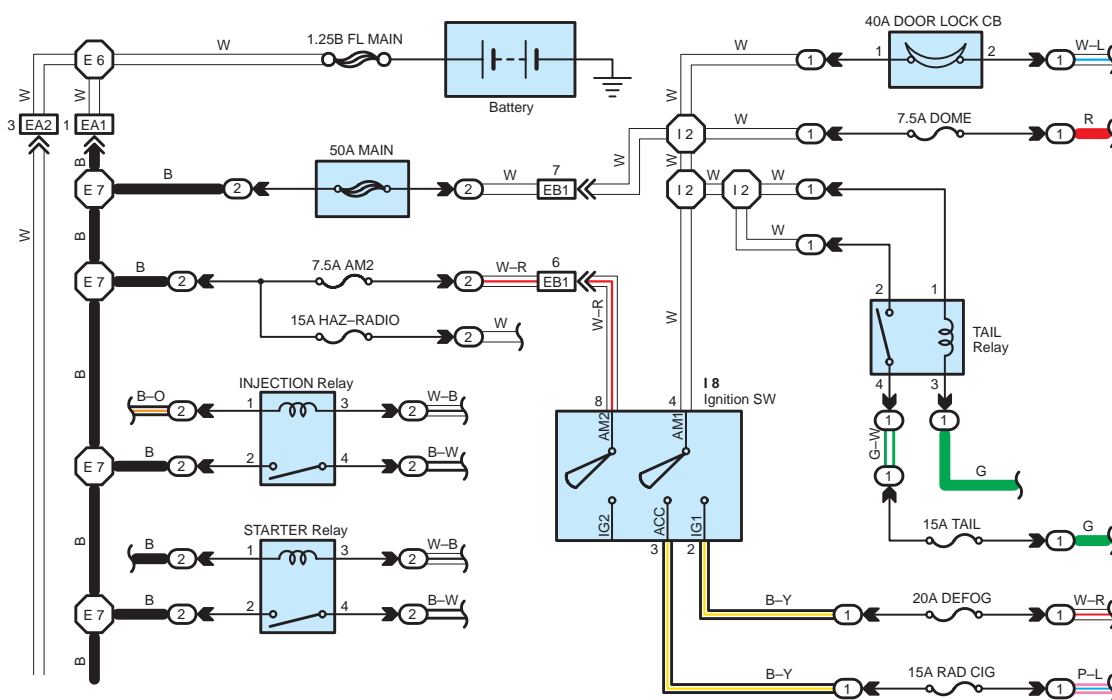 40A DOOR LOCK CB
W
1.25B FL MAIN
W
1
1
2
1
W–L
E 6
Battery
W
W
3
EA2
1
EA1
7.5A DOME
W
1
1
R
I 2
B
50A MAIN
7
W
W
E 7
B
2
2
W
EB1
I 2
W
I 2
W
1
B
W
W
1
E 7
B
2
7.5A AM2
2
W–R
6
EB1
2
1
15A HAZ–RADIO
2
W
W–R
W
TAIL
Relay
B
INJECTION Relay
I 8
Ignition SW
4
3
B–O
2
1
3
2
W–B
8
4
1
1
AM2
AM1
G–W
E 7
B
2
2
4
2
B–W
1
G
IG2
ACC
IG1
B
STARTER Relay
15A TAIL
1
G
B
2
1
3
2
W–B
3
2
E 7
B
2
2
4
2
B–W
B–Y
1
20A DEFOG
1
W–R
B
B–Y
1
15A RAD CIG
1
P–L